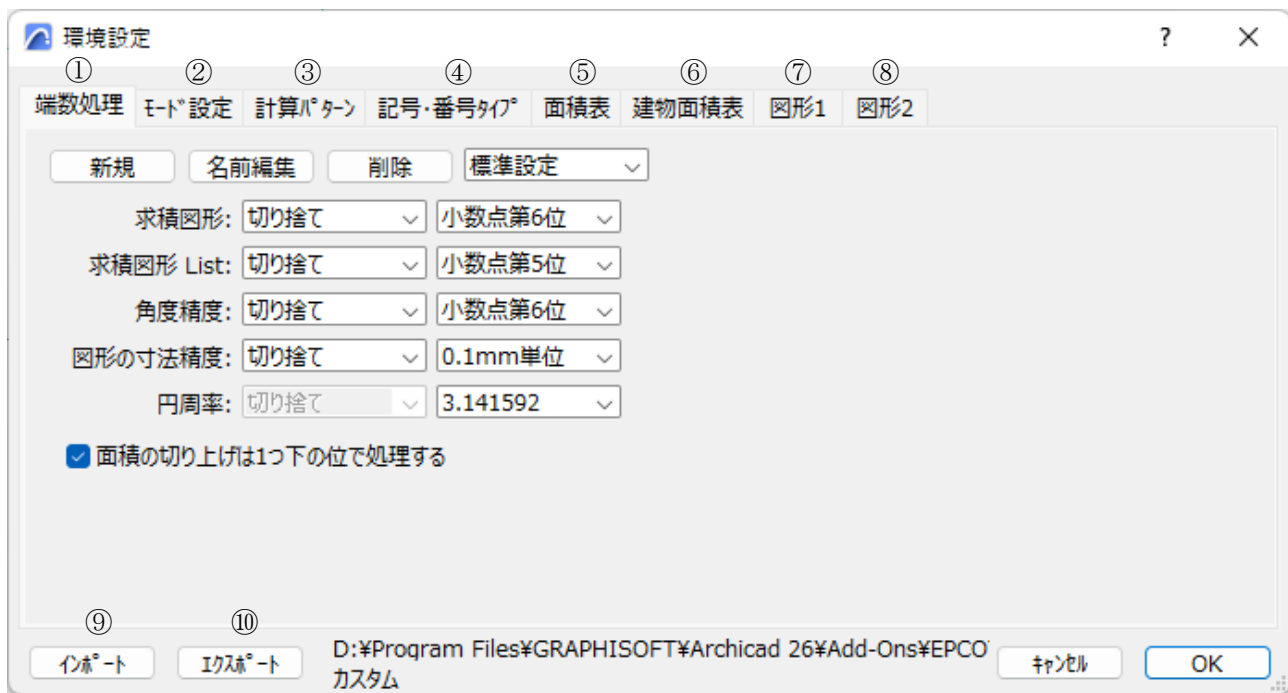 環境設定 ? ×
① ② ③ ④ ⑤ ⑥ ⑦ ⑧
端数処理 ﾓｰﾄﾞ設定 計算ﾊﾟﾀｰﾝ 記号･番号ﾀｲﾌﾟ 面積表 建物面積表 図形1 図形2
新規 名前編集 削除 標準設定
求積図形: 切り捨て 小数点第6位
求積図形 List: 切り捨て 小数点第5位
角度精度: 切り捨て 小数点第6位
図形の寸法精度: 切り捨て 0.1mm単位
円周率: 切り捨て 3.141592
面積の切り上げは1つ下の位で処理する
⑨ ⑩
ｲﾝﾎﾟｰﾄ ｴｸｽﾎﾟｰﾄ D:¥Program Files¥GRAPHISOFT¥Archicad 26¥Add-Ons¥EPCO ｷｬﾝｾﾙ OK
カスタム